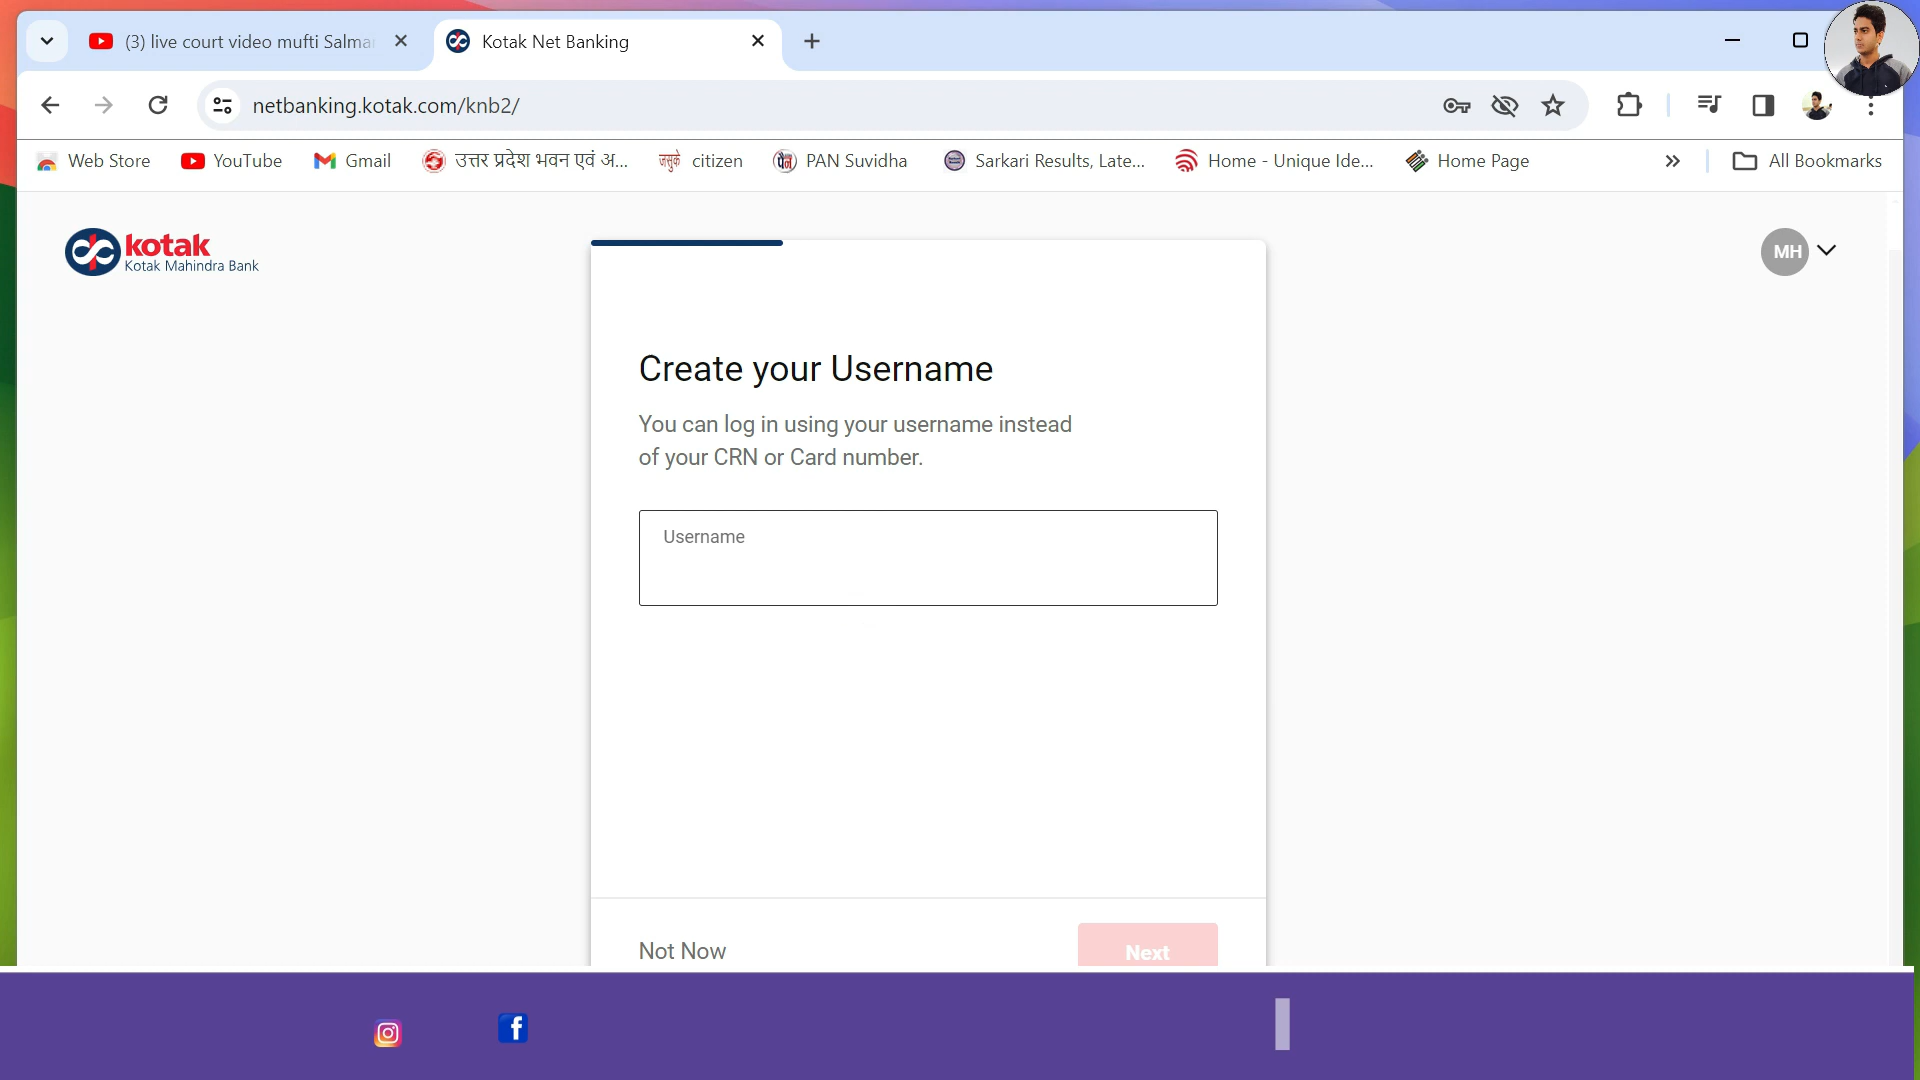 (3) live court video mufti Salma
Kotak Net Banking
netbanking.kotak.com/knb2/
Web Store
YouTube
Gmail
उत्तर प्रदेश भवन एवं अ...
जसुके citizen
पैन PAN Suvidha
Sarkari Results, Late...
Home - Unique Ide...
Home Page
All Bookmarks
kotak
Kotak Mahindra Bank
MH
Create your Username
You can log in using your username instead
of your CRN or Card number.
Username
Not Now
Next